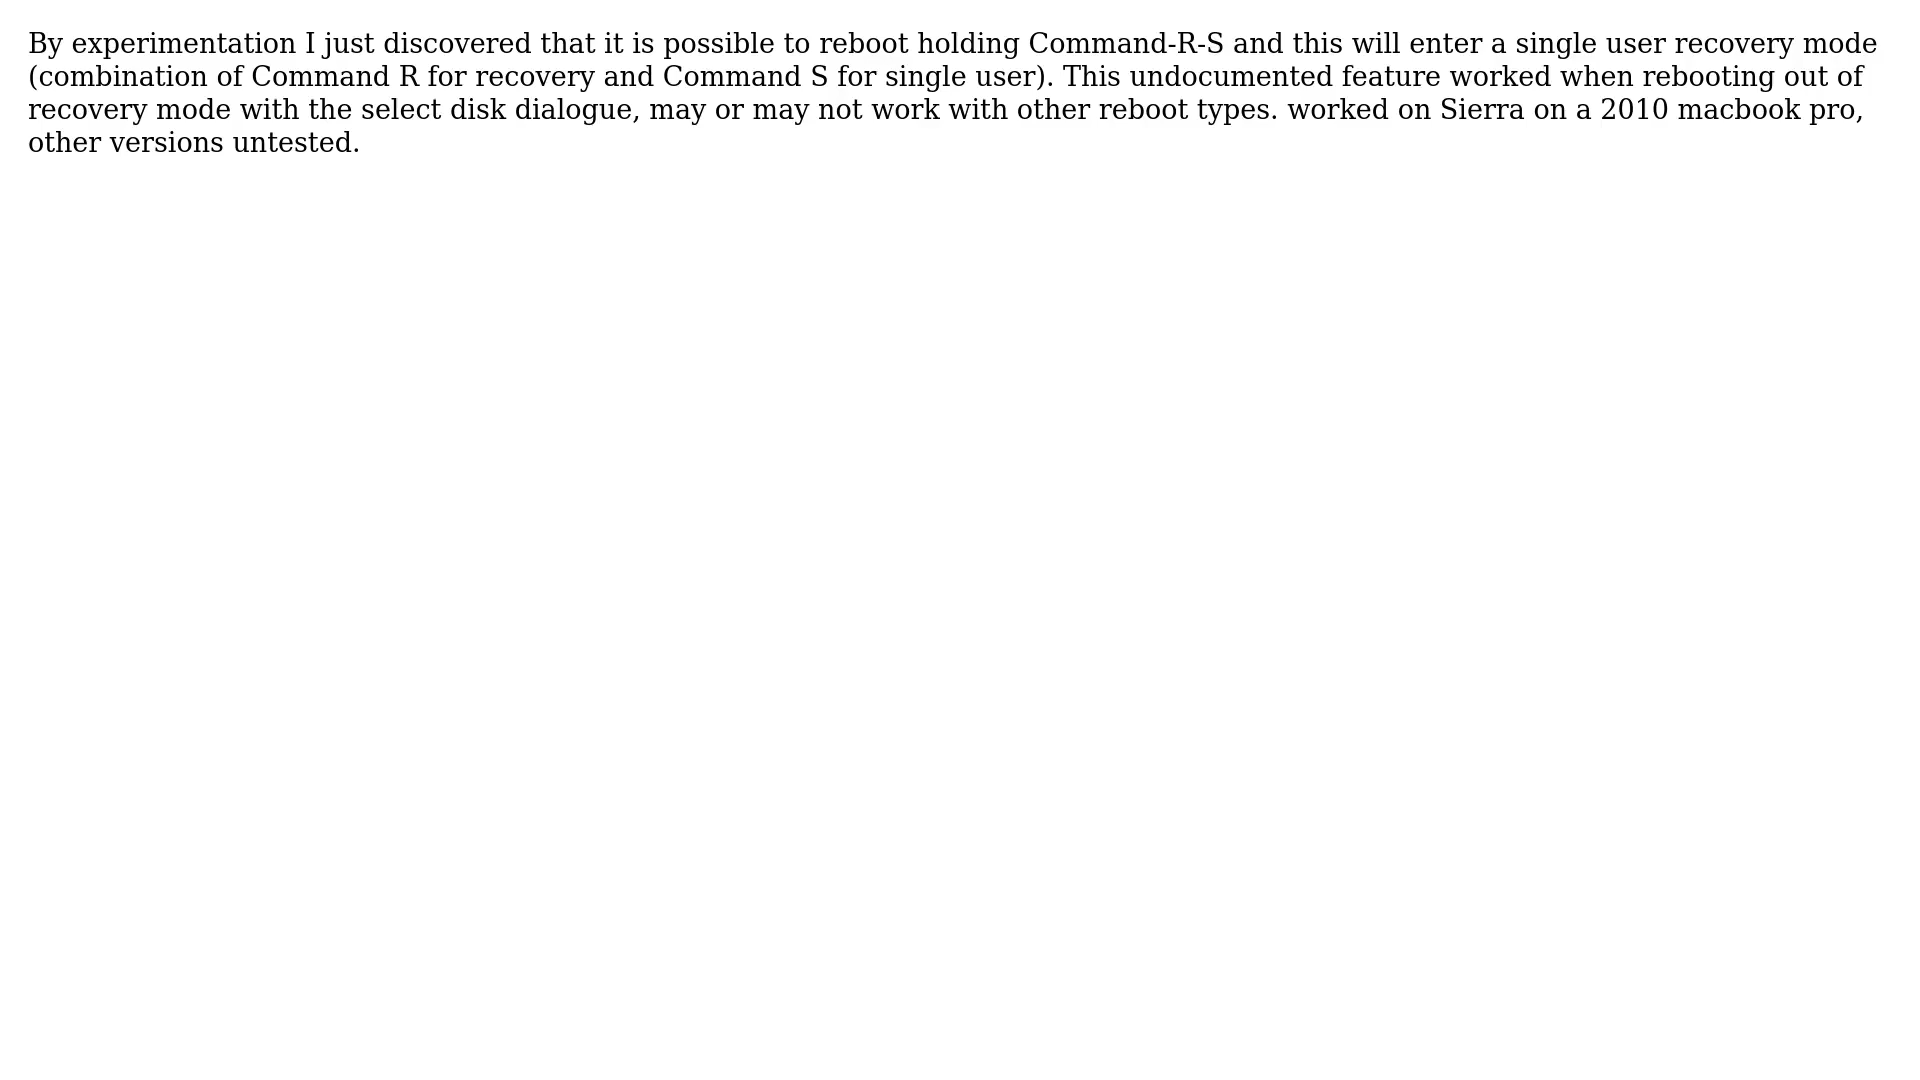 By experimentation I just discovered that it is possible to reboot holding Command-R-S and this will enter a single user recovery mode
(combination of Command R for recovery and Command S for single user). This undocumented feature worked when rebooting out of
recovery mode with the select disk dialogue, may or may not work with other reboot types. worked on Sierra on a 2010 macbook pro,
other versions untested.